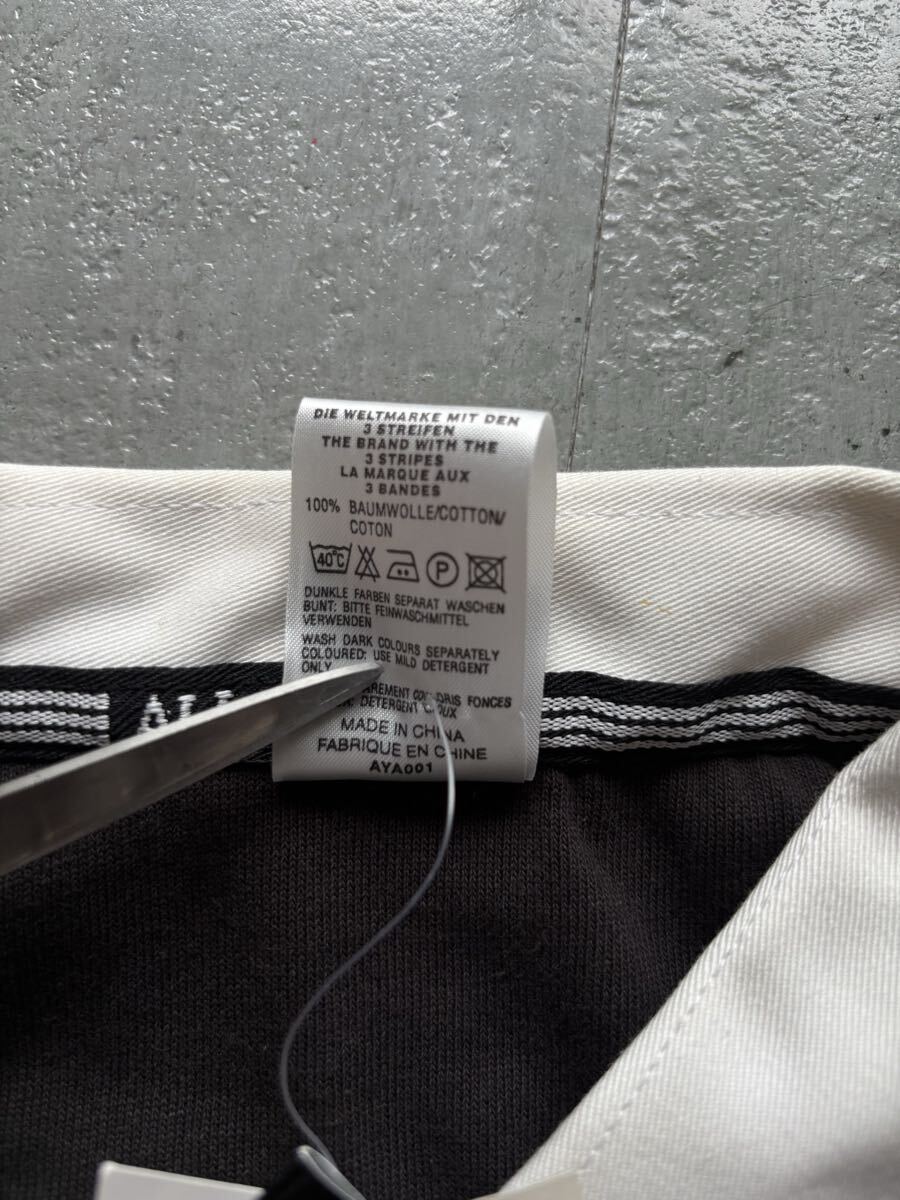 DIE WELTMARKE MIT DEN
3 STREIFEN
THE BRAND WITH THE
3 STRIPES
LA MARQUE AUX
3 BANDES
100% BAUMWOLLE/COTTON/
COTON
40°C P
DUNKLE FARBEN SEPARAT WASCHEN
BUNT: BITTE FEINWASCHMITTEL
VERWENDEN
WASH DARK COLOURS SEPARATELY
COLOURED: USE MILD DETERGENT
ONLY
FONCES
DETERGENT
MADE IN CHINA
FABRIQUE EN CHINE
AYA001